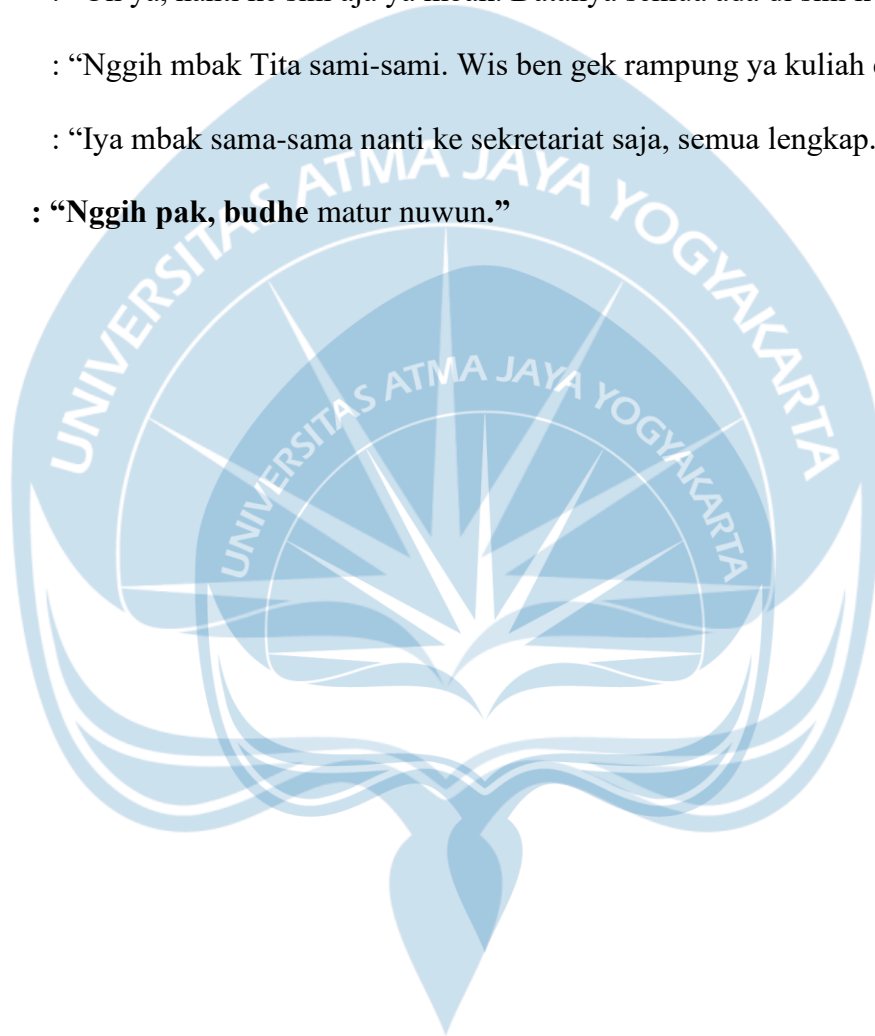 : “Nggih mbak Tita sami-sami. Wis ben gek rampung ya kuliah
: “Iya mbak sama-sama nanti ke sekretariat saja, semua lengkap.
: “Nggih pak, budhe matur nuwun.”
UNIVERSITAS ATMA JAYA YOGYAKARTA
UNIVERSITAS ATMA JAYA YOGYAKARTA